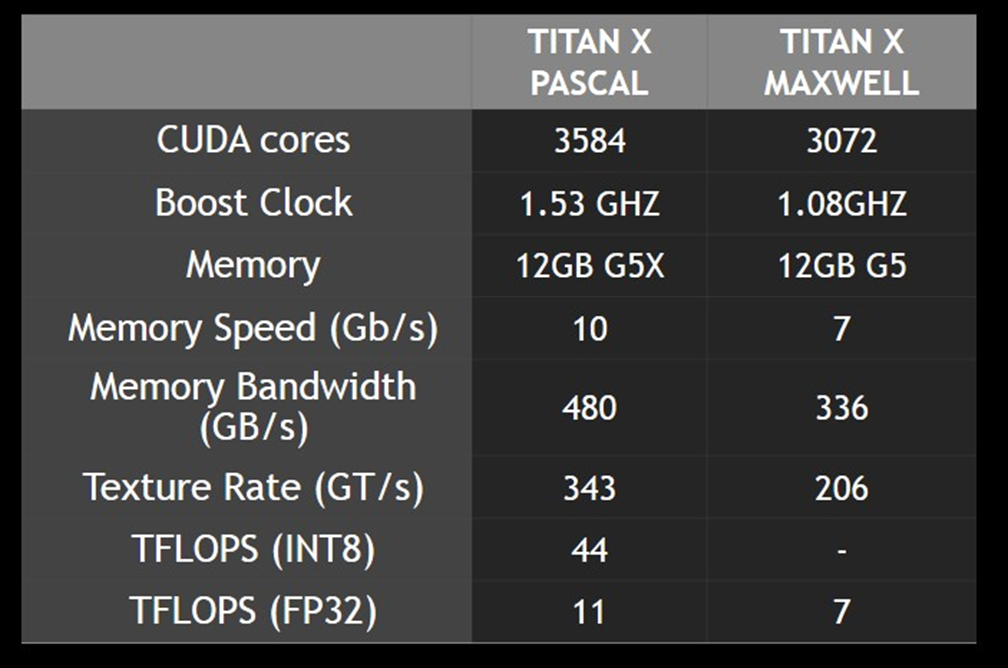 TITAN X PASCAL TITAN X MAXWELL
CUDA cores 3584 3072
Boost Clock 1.53 GHZ 1.08GHZ
Memory 12GB G5X 12GB G5
Memory Speed (Gb/s) 10 7
Memory Bandwidth (GB/s) 480 336
Texture Rate (GT/s) 343 206
TFLOPS (INT8) 44 -
TFLOPS (FP32) 11 7